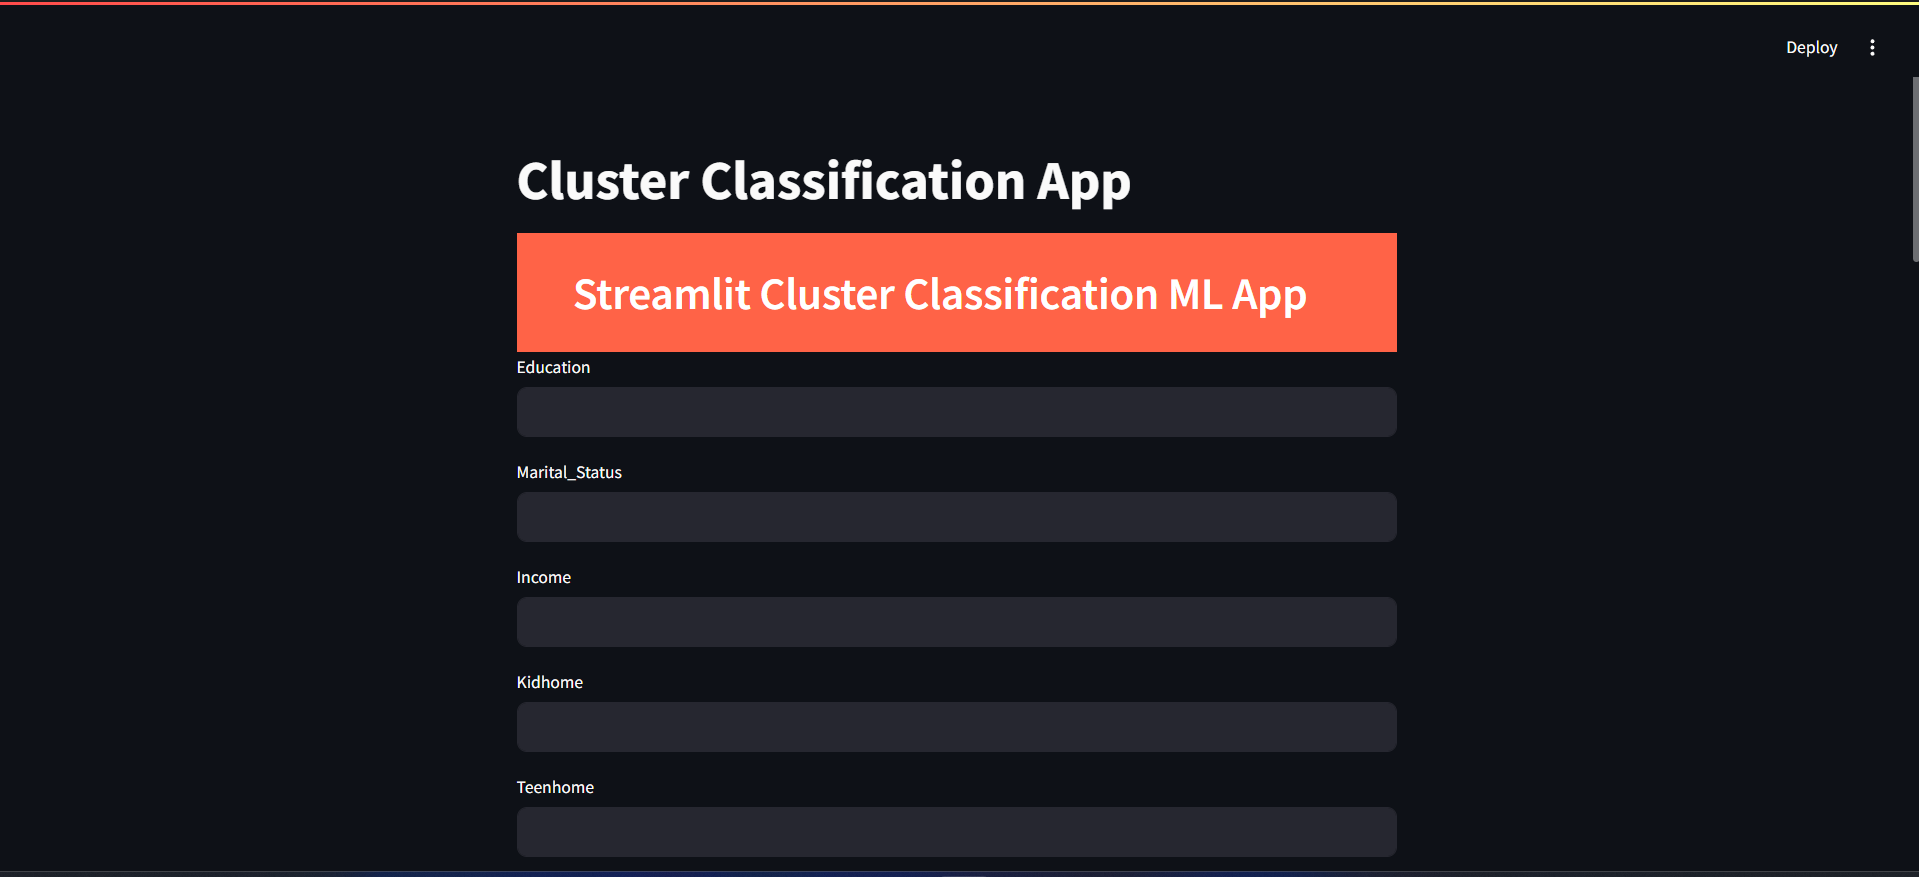 Deploy
Cluster Classification App
Streamlit Cluster Classification ML App
Education
Marital_Status
Income
Kidhome
Teenhome